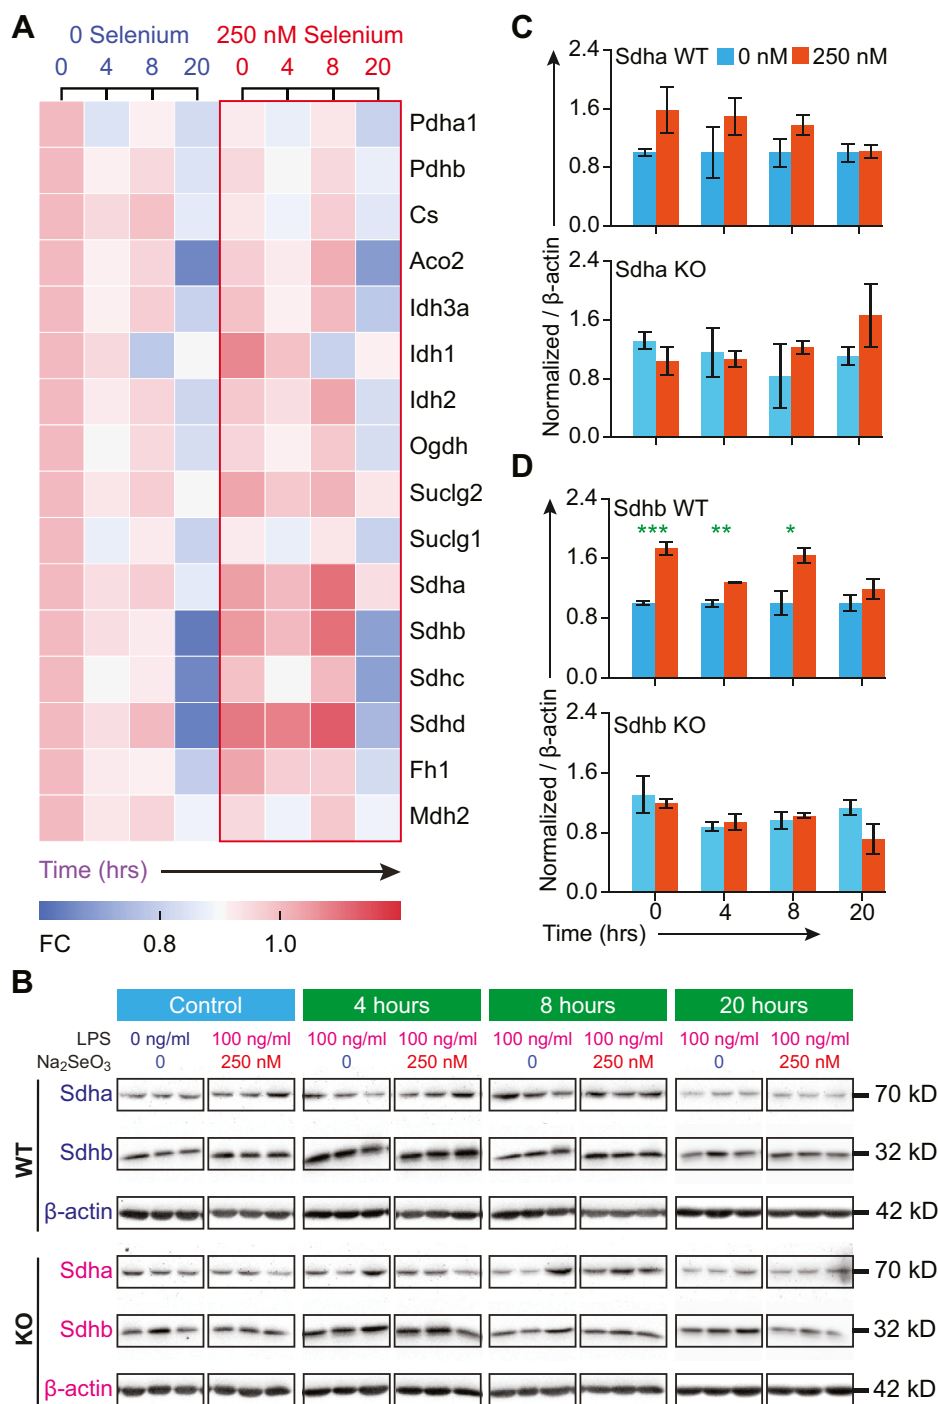 A
0 Selenium 250 nM Selenium
0 4 8 20 0 4 8 20
Pdha1
Pdhb
Cs
Aco2
Idh3a
Idh1
Idh2
Ogdh
Suclg2
Suclg1
Sdha
Sdhb
Sdhc
Sdhd
Fh1
Mdh2
Time (hrs)
FC 0.8 1.0
C
Sdha WT 0 nM 250 nM
2.4
1.6
0.8
0.0
Sdha KO
2.4
1.6
0.8
0.0
Normalized / β-actin
D
Sdhb WT
*** ** *
2.4
1.6
0.8
0.0
Sdhb KO
2.4
1.6
0.8
0.0
Normalized / β-actin
0 4 8 20
Time (hrs)
B
Control 4 hours 8 hours 20 hours
LPS 0 ng/ml 100 ng/ml 100 ng/ml 100 ng/ml 100 ng/ml 100 ng/ml 100 ng/ml 100 ng/ml
Na₂SeO₃ 0 250 nM 0 250 nM 0 250 nM 0 250 nM
WT
Sdha 70 kD
Sdhb 32 kD
β-actin 42 kD
KO
Sdha 70 kD
Sdhb 32 kD
β-actin 42 kD